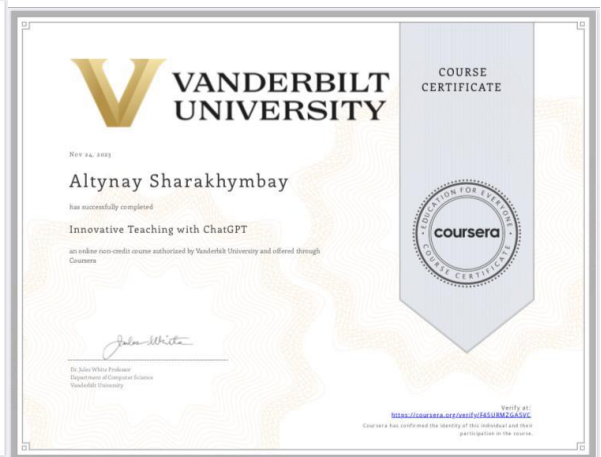 VANDERBILT
UNIVERSITY
COURSE
CERTIFICATE
Nov 24, 2023
Altynay Sharakhymbay
has successfully completed
Innovative Teaching with ChatGPT
an online non-credit course authorized by Vanderbilt University and offered through
Coursera
EDUCATION FOR EVERYONE
coursera
COURSE CERTIFICATE
Dr. Jules White Professor
Department of Computer Science
Vanderbilt University
Verify at:
https://coursera.org/verify/
Coursera has confirmed the identity of this individual and their
participation in the course.